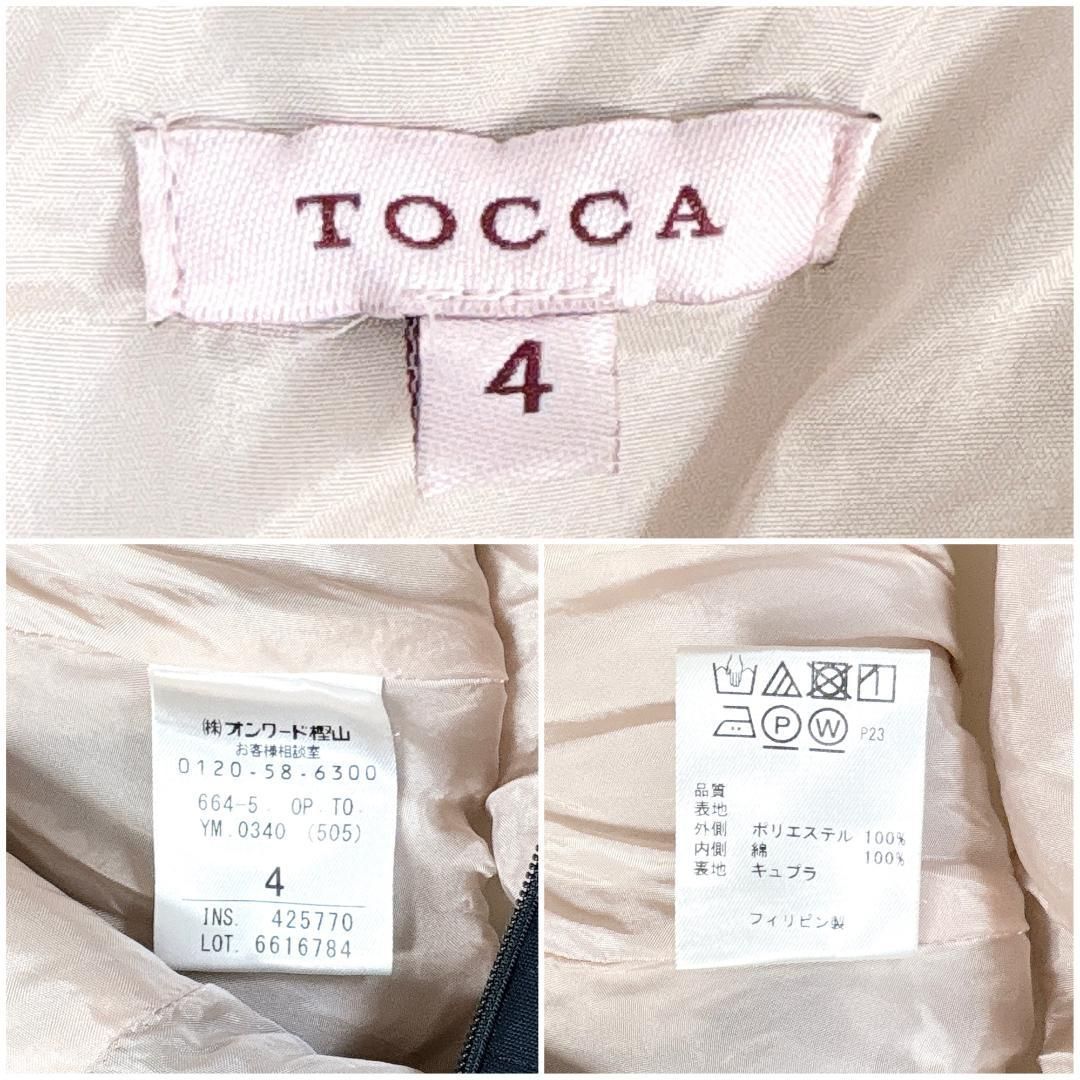 TOCCA
4
㈱オンワード樫山
お客様相談室
0120-58-6300
664-5. OP. TO.
YM.0340 (505)
4
INS. 425770
LOT. 6616784
P W P23
品質
表地
外側 ポリエステル 100%
内側 綿 100%
裏地 キュプラ
フィリピン製